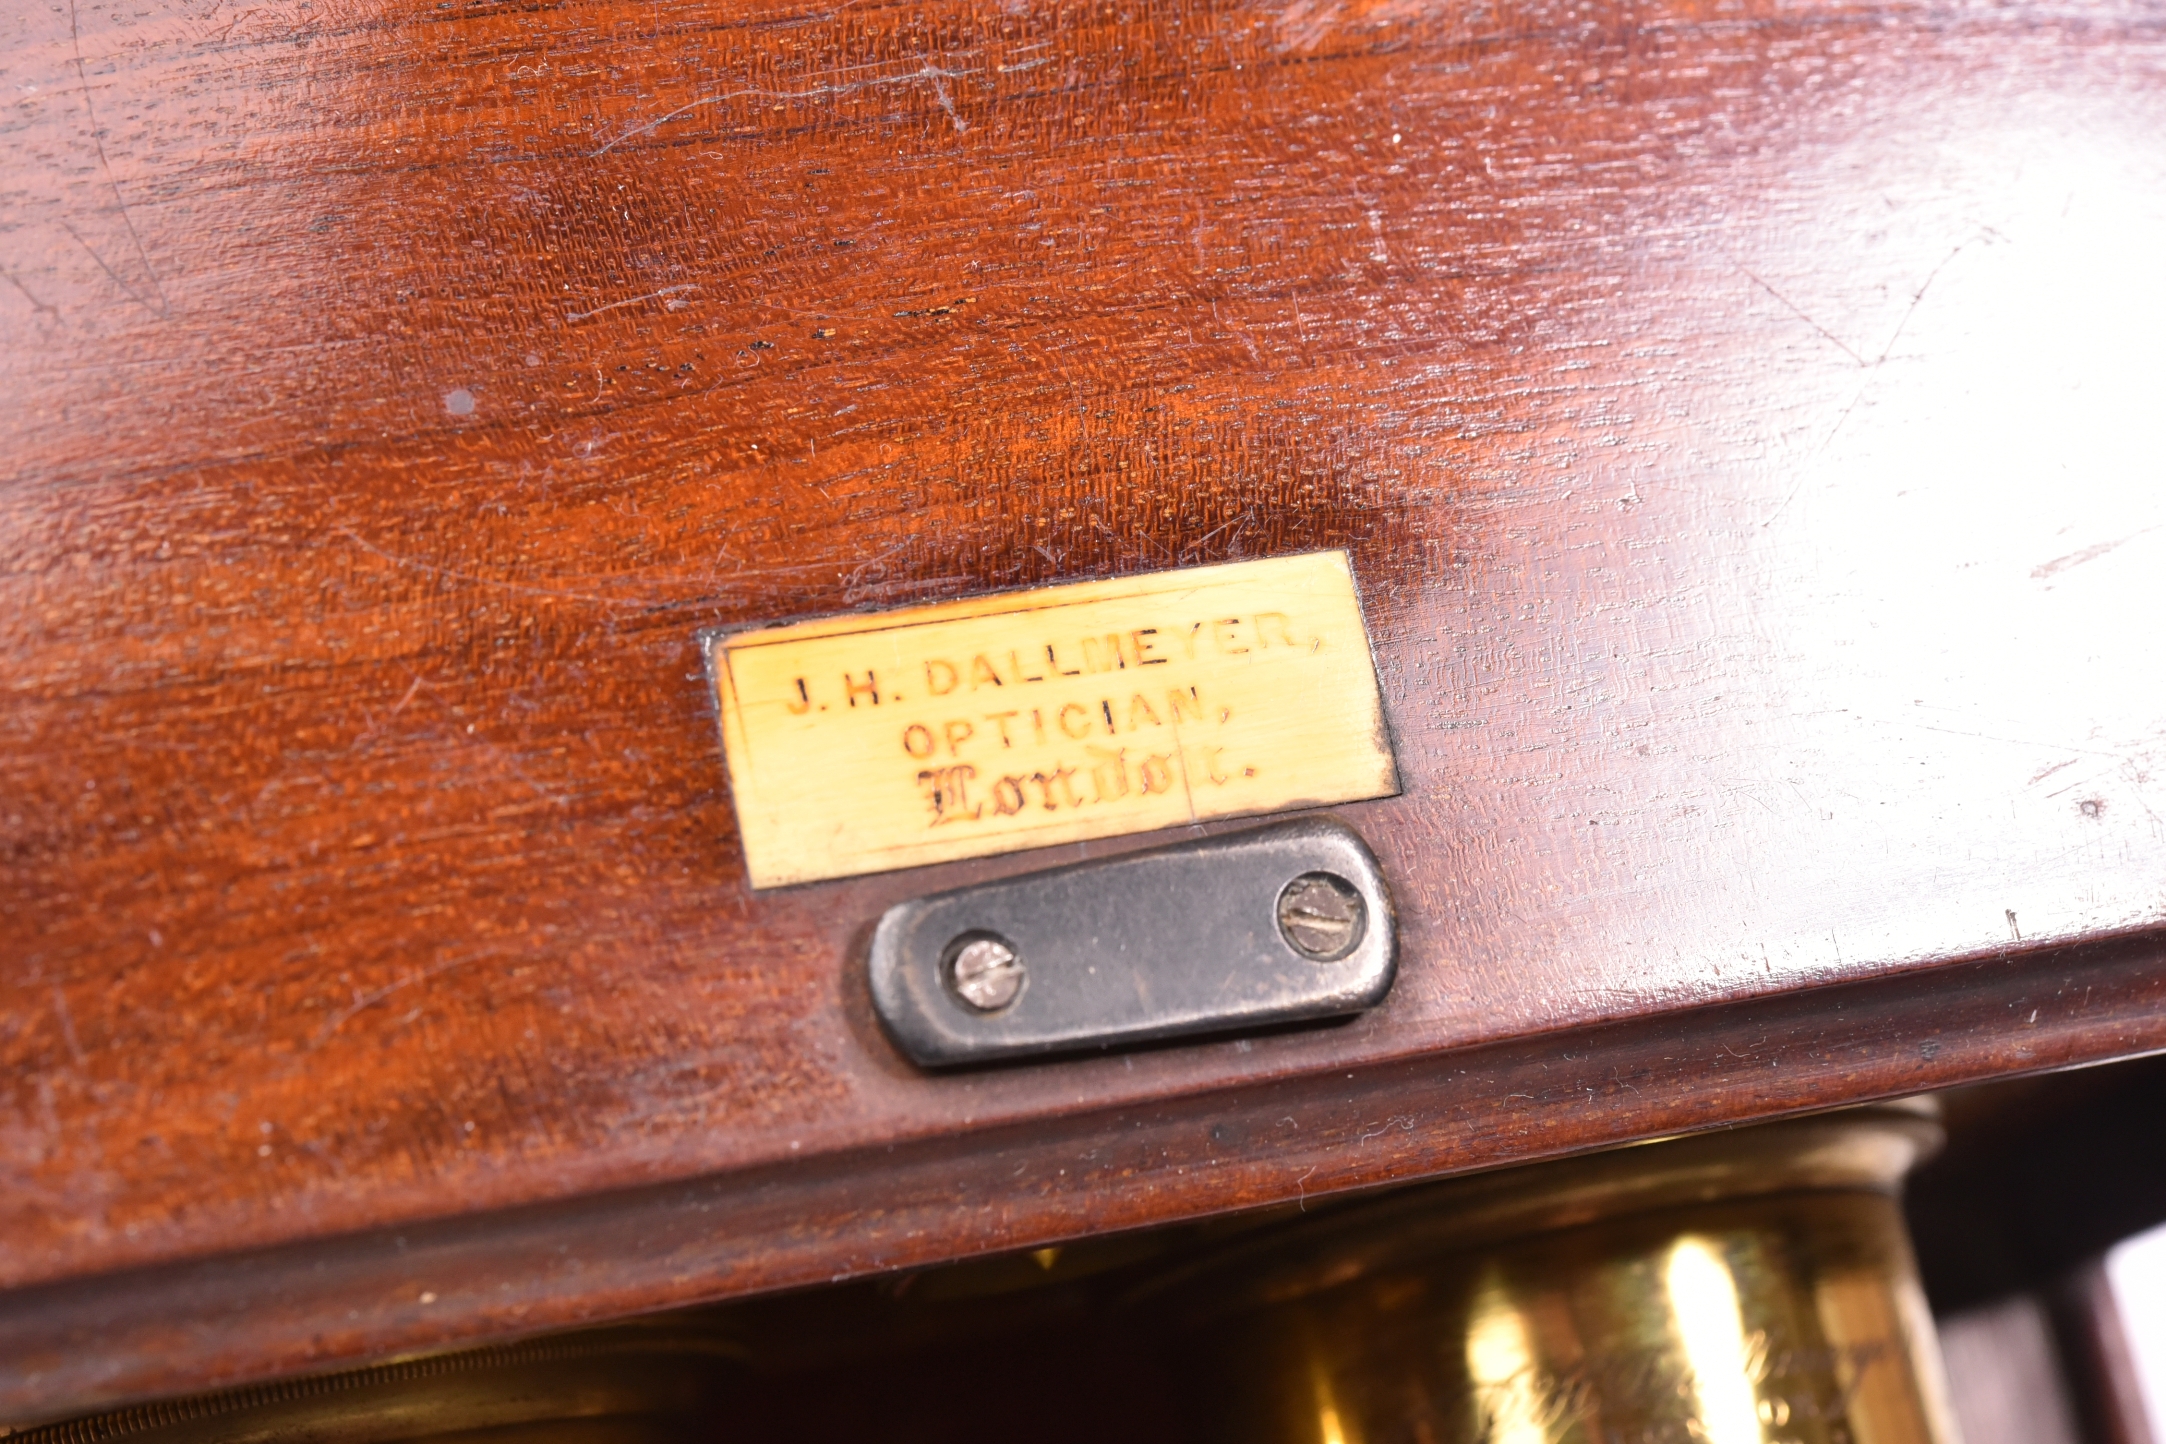 J. H. DALLMEYER,
OPTICIAN,
London.